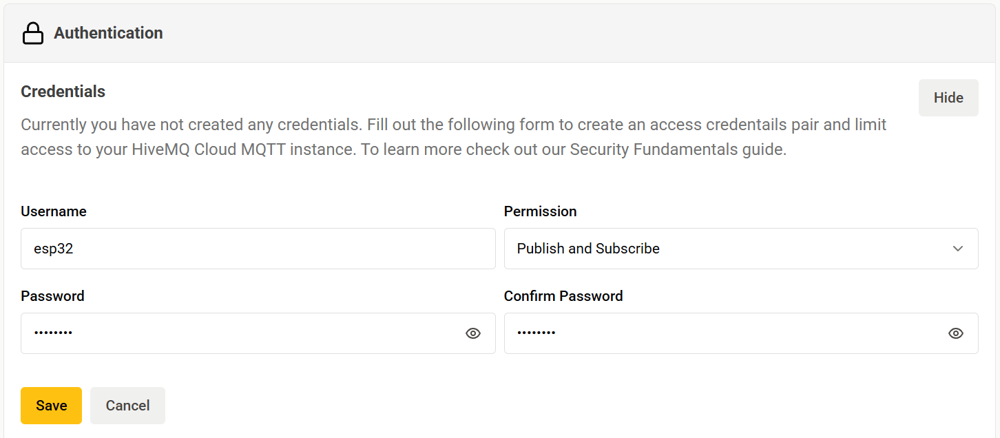 Authentication
Credentials
Hide
Currently you have not created any credentials. Fill out the following form to create an access credentails pair and limit
access to your HiveMQ Cloud MQTT instance. To learn more check out our Security Fundamentals guide.
Username
Permission
esp32
Publish and Subscribe
Password
Confirm Password
••••••••
••••••••
Save
Cancel